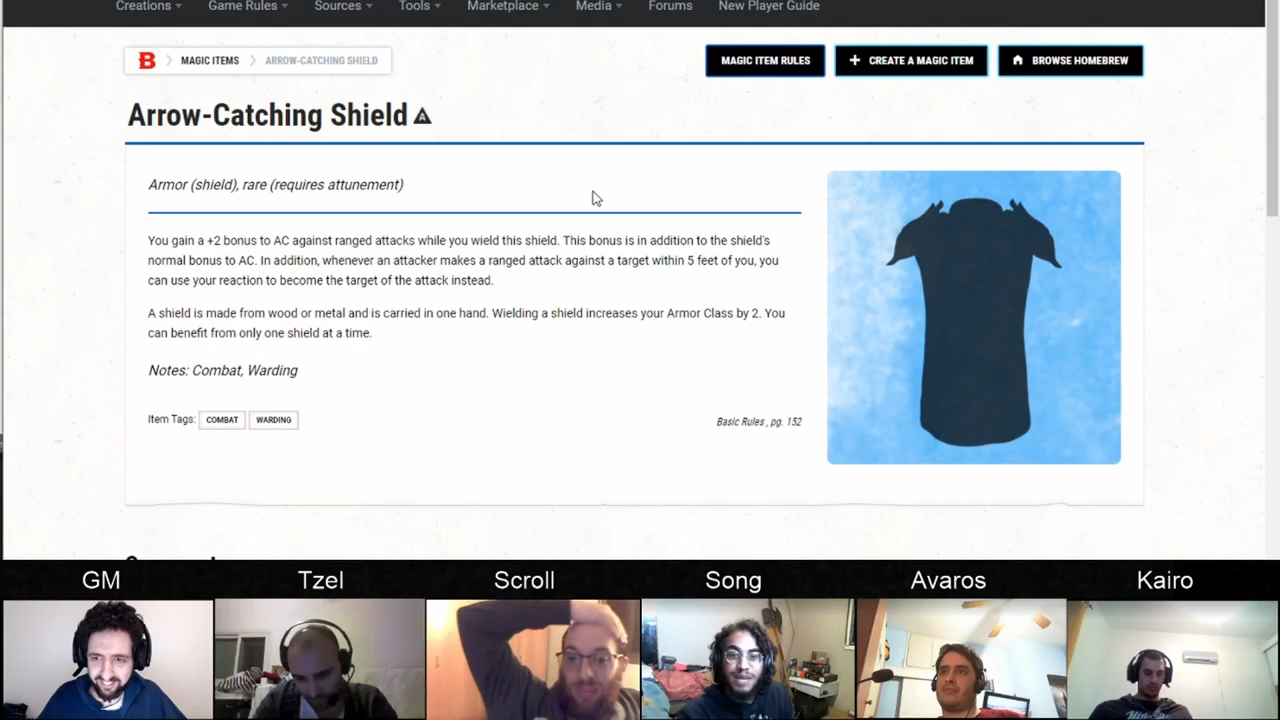 Creations Game Rules Sources Tools Marketplace Media Forums New Player Guide
B MAGIC ITEMS ARROW-CATCHING SHIELD
MAGIC ITEM RULES + CREATE A MAGIC ITEM BROWSE HOMEBREW
Arrow-Catching Shield
Armor (shield), rare (requires attunement)
You gain a +2 bonus to AC against ranged attacks while you wield this shield. This bonus is in addition to the shield's
normal bonus to AC. In addition, whenever an attacker makes a ranged attack against a target within 5 feet of you, you
can use your reaction to become the target of the attack instead.
A shield is made from wood or metal and is carried in one hand. Wielding a shield increases your Armor Class by 2. You
can benefit from only one shield at a time.
Notes: Combat, Warding
Item Tags: COMBAT WARDING
Basic Rules , pg. 152
GM Tzel Scroll Song Avaros Kairo